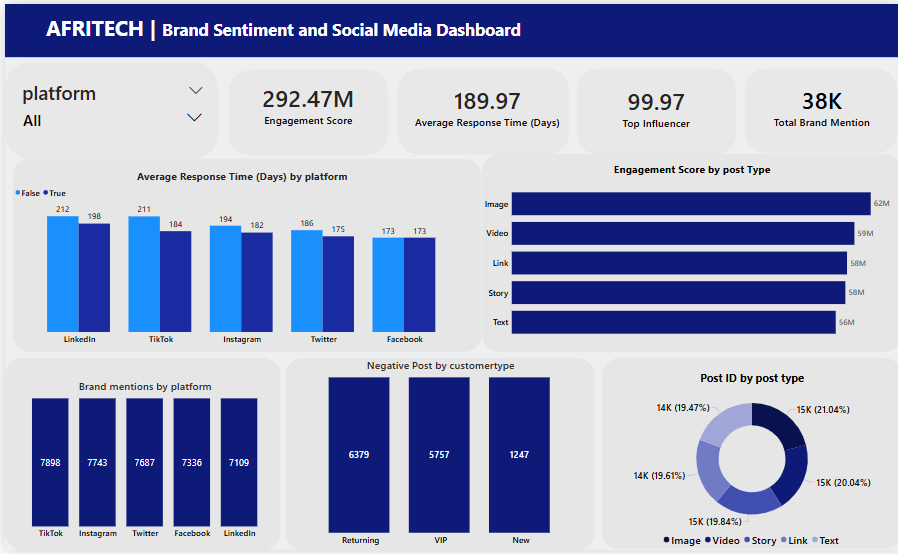 AFRITECH | Brand Sentiment and Social Media Dashboard
platform
All
292.47M
Engagement Score
189.97
Average Response Time (Days)
99.97
Top Influencer
38K
Total Brand Mention
Average Response Time (Days) by platform
False True
212 198 211 184 194 182 186 175 173 173
LinkedIn TikTok Instagram Twitter Facebook
Engagement Score by post Type
Image 62M
Video 59M
Link 58M
Story 58M
Text 56M
Brand mentions by platform
7898 7743 7687 7336 7109
TikTok Instagram Twitter Facebook LinkedIn
Negative Post by customertype
6379 5757 1247
Returning VIP New
Post ID by post type
14K (19.47%) 15K (21.04%)
14K (19.61%) 15K (20.04%)
15K (19.84%)
Image Video Story Link Text